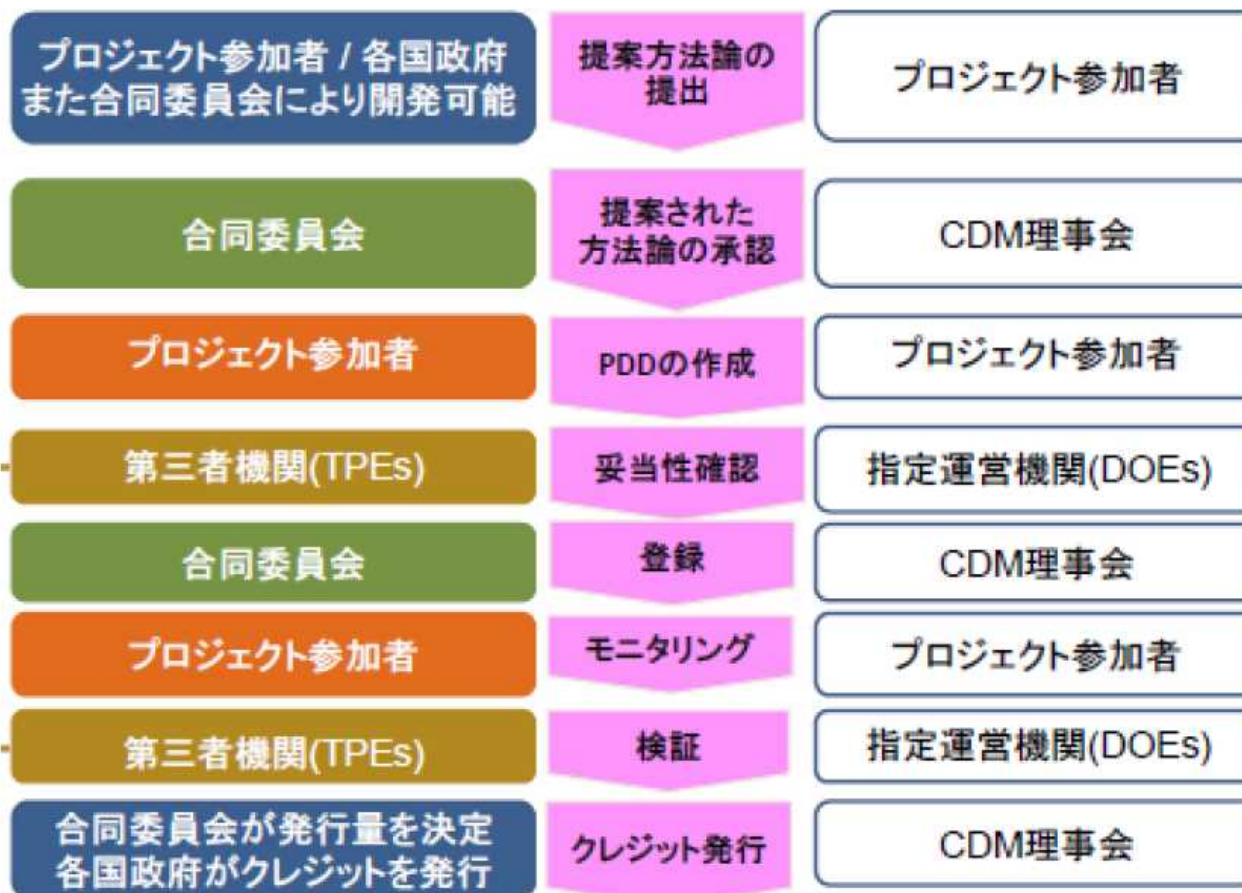 プロジェクト参加者 / 各国政府
また合同委員会により開発可能
提案方法論の
提出
プロジェクト参加者
合同委員会
提案された
方法論の承認
CDM理事会
プロジェクト参加者
PDDの作成
プロジェクト参加者
第三者機関(TPEs)
妥当性確認
指定運営機関(DOEs)
合同委員会
登録
CDM理事会
プロジェクト参加者
モニタリング
プロジェクト参加者
第三者機関(TPEs)
検証
指定運営機関(DOEs)
合同委員会が発行量を決定
各国政府がクレジットを発行
クレジット発行
CDM理事会